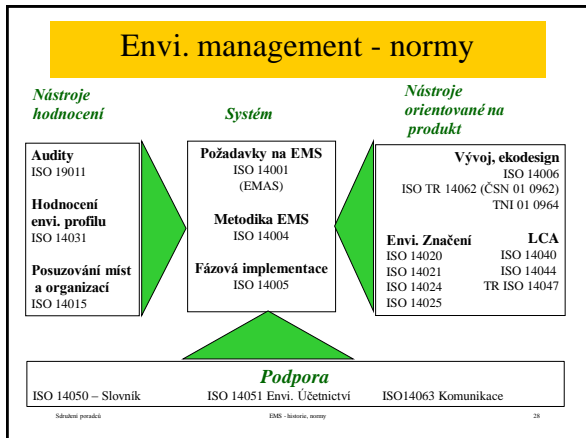 Envi. management - normy
Nástroje
hodnocení
Systém
Nástroje
orientované na
produkt
Audity
ISO 19011
Hodnocení
envi. profilu
ISO 14031
Posuzování míst
a organizací
ISO 14015
Požadavky na EMS
ISO 14001
(EMAS)
Metodika EMS
ISO 14004
Fázová implementace
ISO 14005
Vývoj, ekodesign
ISO 14006
ISO TR 14062 (ČSN 01 0962)
TNI 01 0964
Envi. Značení
ISO 14020
ISO 14021
ISO 14024
ISO 14025
LCA
ISO 14040
ISO 14044
TR ISO 14047
Podpora
ISO 14050 – Slovník ISO 14051 Envi. Účetnictví ISO14063 Komunikace
Sdružení poradců EMS - historie, normy 28